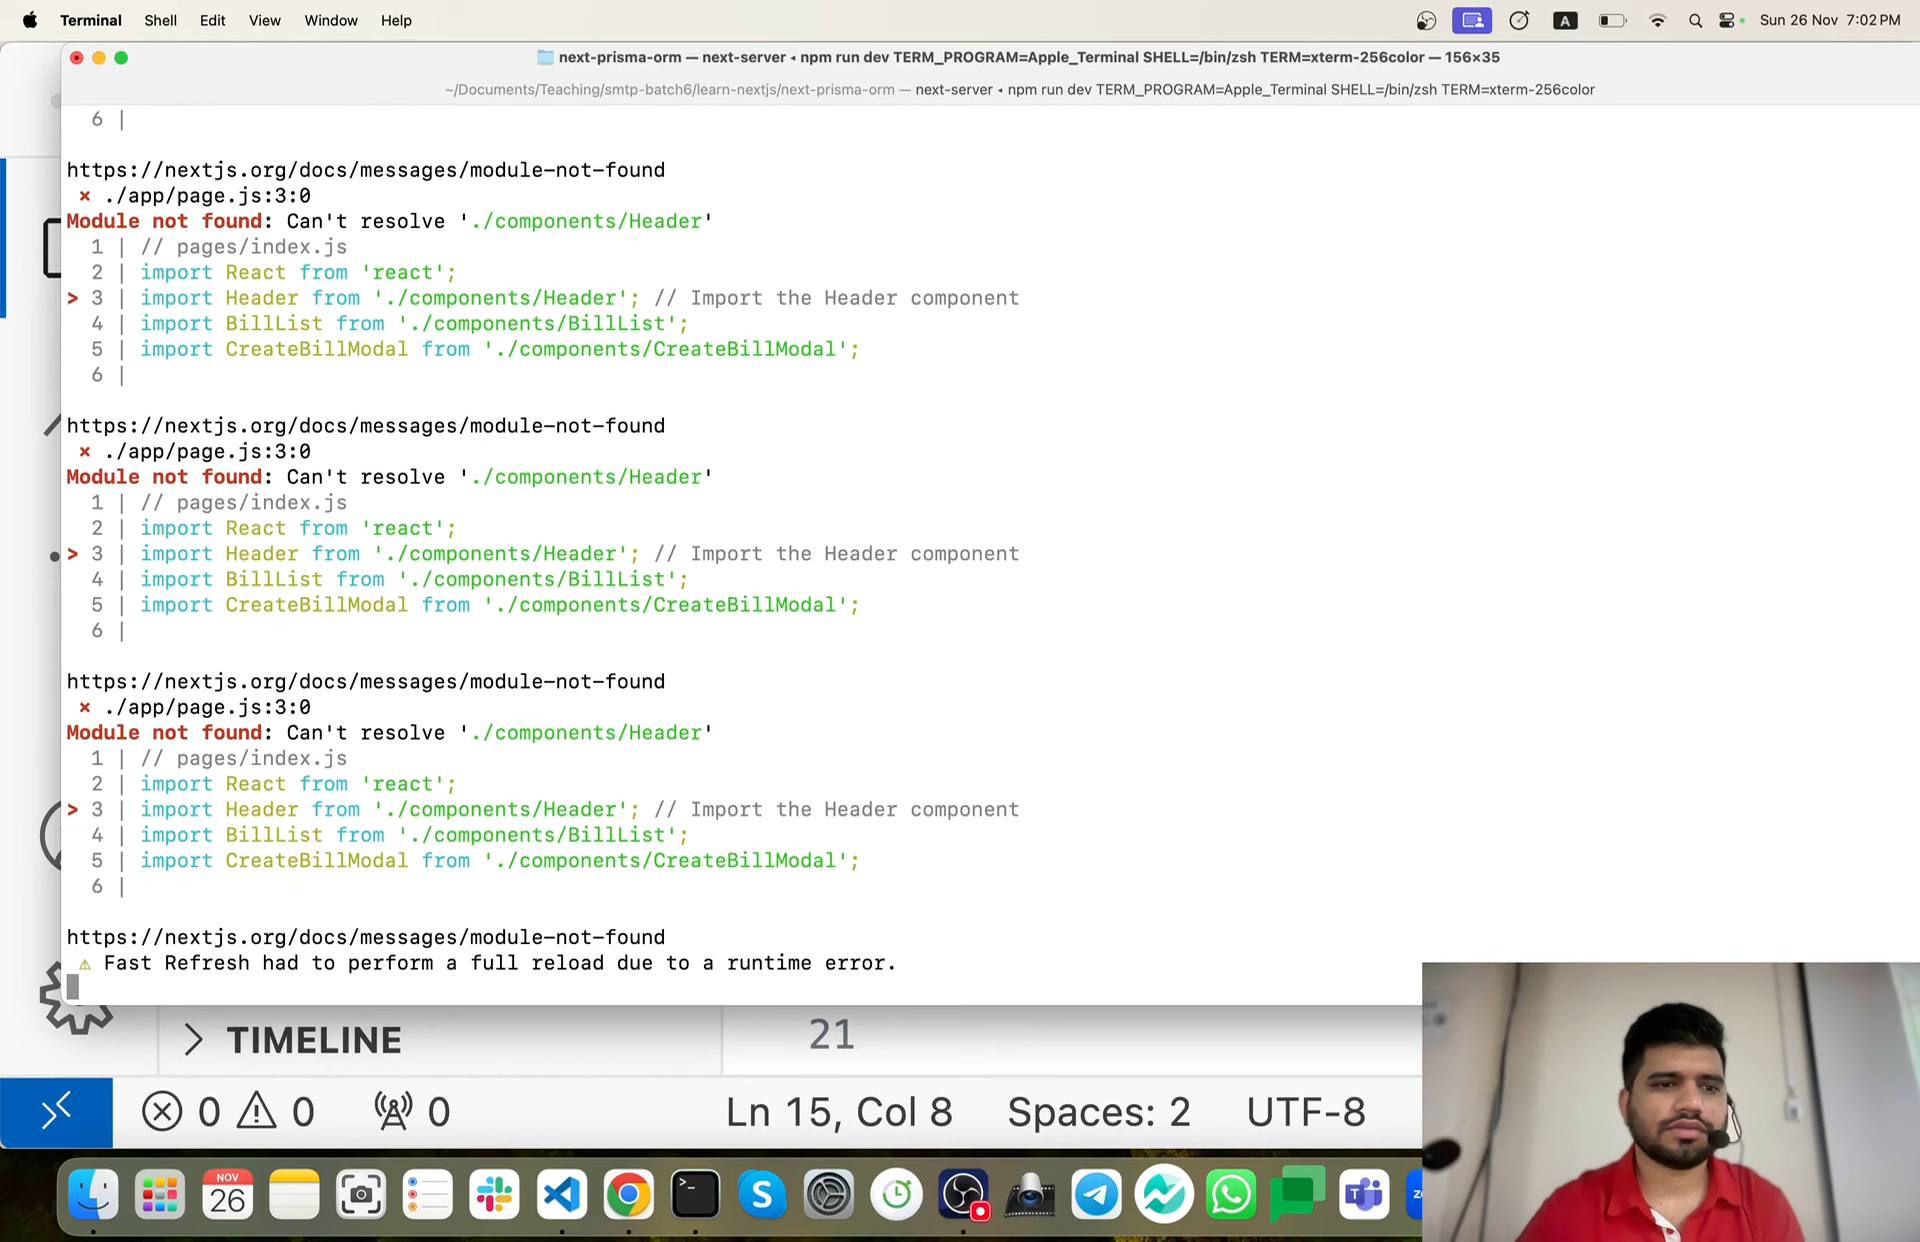 Terminal Shell Edit View Window Help
A
Sun 26 Nov 7:02 PM
next-prisma-orm — next-server ◂ npm run dev TERM_PROGRAM=Apple_Terminal SHELL=/bin/zsh TERM=xterm-256color — 156×35
~/Documents/Teaching/smtp-batch6/learn-nextjs/next-prisma-orm — next-server ◂ npm run dev TERM_PROGRAM=Apple_Terminal SHELL=/bin/zsh TERM=xterm-256color
6 |
https://nextjs.org/docs/messages/module-not-found
⨯ ./app/page.js:3:0
Module not found: Can't resolve './components/Header'
1 | // pages/index.js
2 | import React from 'react';
> 3 | import Header from './components/Header'; // Import the Header component
4 | import BillList from './components/BillList';
5 | import CreateBillModal from './components/CreateBillModal';
6 |
https://nextjs.org/docs/messages/module-not-found
⨯ ./app/page.js:3:0
Module not found: Can't resolve './components/Header'
1 | // pages/index.js
2 | import React from 'react';
> 3 | import Header from './components/Header'; // Import the Header component
4 | import BillList from './components/BillList';
5 | import CreateBillModal from './components/CreateBillModal';
6 |
https://nextjs.org/docs/messages/module-not-found
⨯ ./app/page.js:3:0
Module not found: Can't resolve './components/Header'
1 | // pages/index.js
2 | import React from 'react';
> 3 | import Header from './components/Header'; // Import the Header component
4 | import BillList from './components/BillList';
5 | import CreateBillModal from './components/CreateBillModal';
6 |
https://nextjs.org/docs/messages/module-not-found
⚠ Fast Refresh had to perform a full reload due to a runtime error.
> TIMELINE
21
0 0 0
Ln 15, Col 8 Spaces: 2 UTF-8
NOV
26
>_
S
T